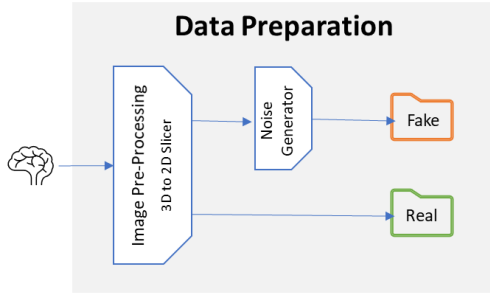 Data Preparation
Image Pre-Processing
3D to 2D Slicer
Noise
Generator
Fake
Real